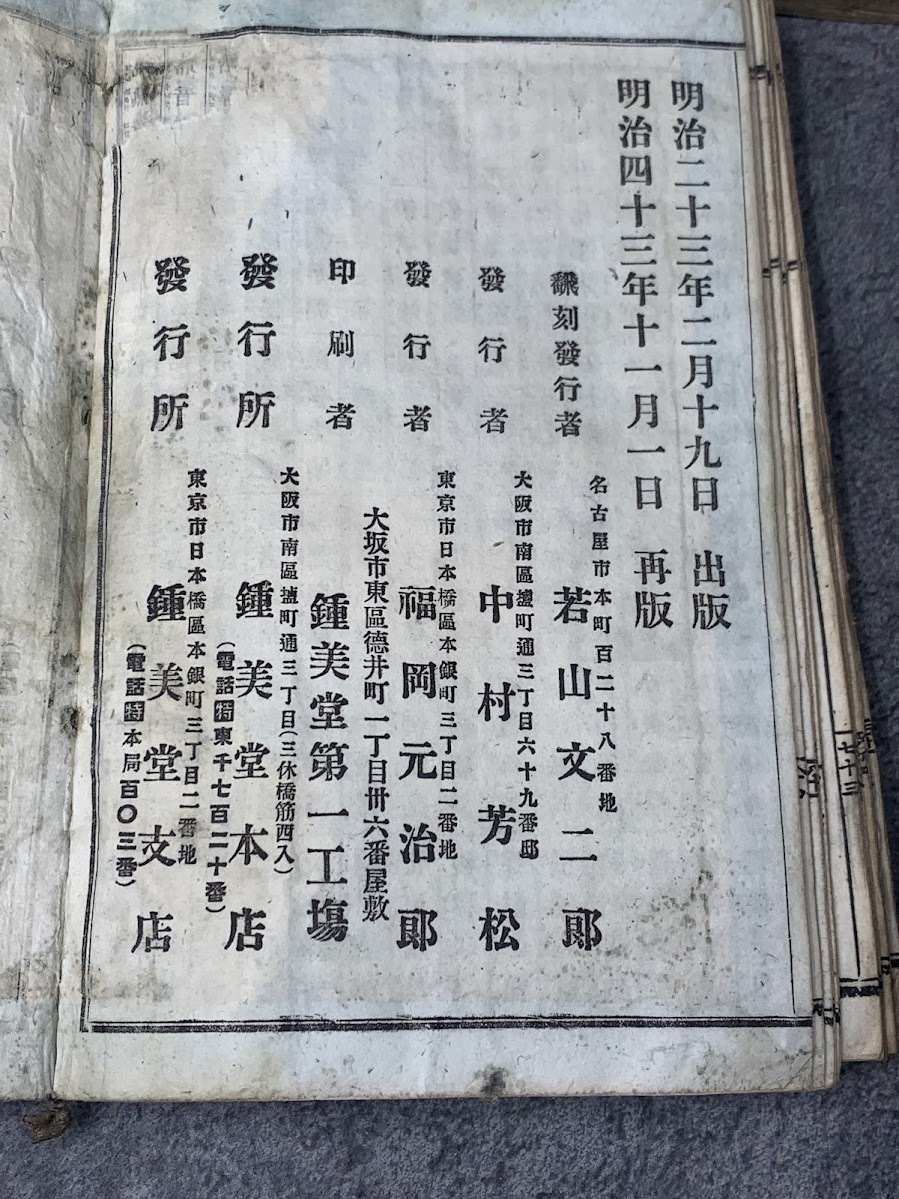 明治二十三年二月十九日 出版
明治四十三年十一月一日 再版
名古屋市本町百二十八番地
飜刻發行者 若山文二郎
大阪市南區鹽町通三丁目六十九番邸
發行者 中村芳松
東京市日本橋區本銀町三丁目二番地
發行者 福岡元治郎
大坂市東區德井町一丁目卅六番屋敷
印刷者 鍾美堂第一工塲
大阪市南區鹽町通三丁目(三休橋筋西入)
發行所 鍾美堂本店
(電話特東千七百二十番)
東京市日本橋區本銀町三丁目二番地
發行所 鍾美堂支店
(電話特本局百〇三番)